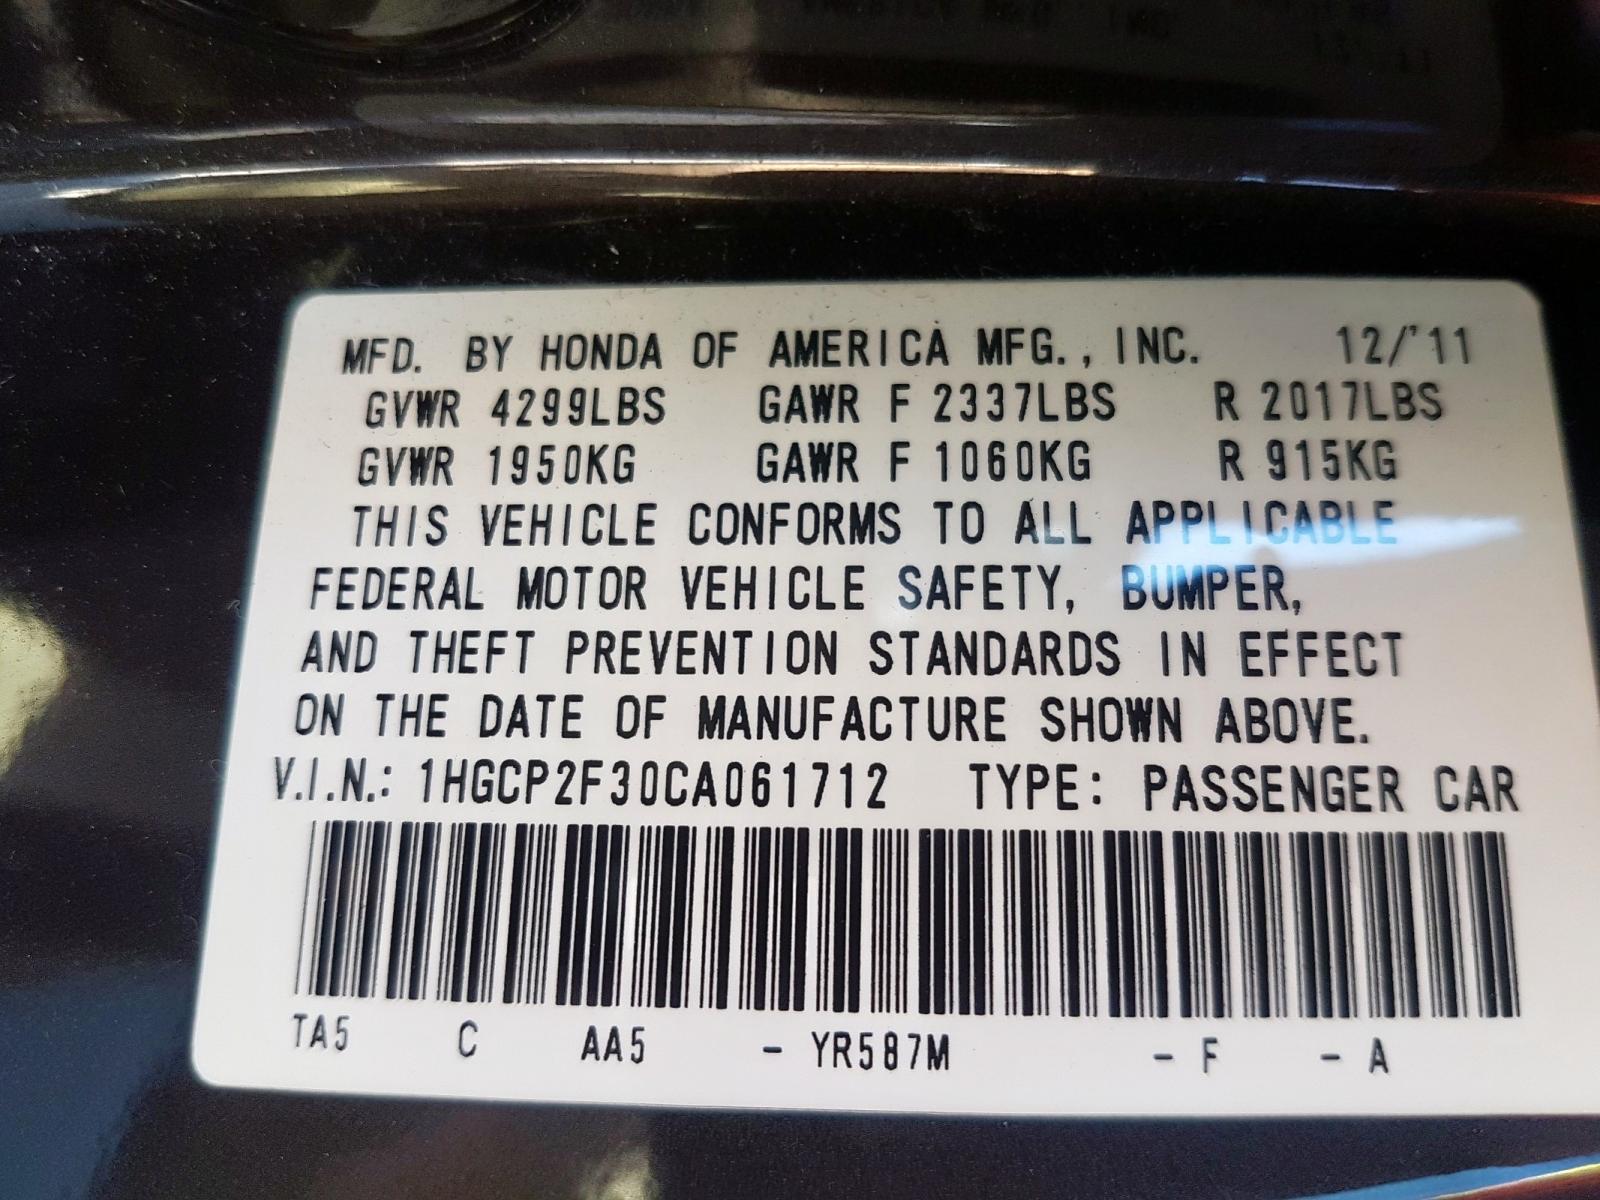 MFD. BY HONDA OF AMERICA MFG., INC. 12/'11
GVWR 4299LBS GAWR F 2337LBS R 2017LBS
GVWR 1950KG GAWR F 1060KG R 915KG
THIS VEHICLE CONFORMS TO ALL APPLICABLE
FEDERAL MOTOR VEHICLE SAFETY, BUMPER,
AND THEFT PREVENTION STANDARDS IN EFFECT
ON THE DATE OF MANUFACTURE SHOWN ABOVE.
V.I.N.: 1HGCP2F30CA061712 TYPE: PASSENGER CAR
TA5 C AA5 - YR587M - F - A